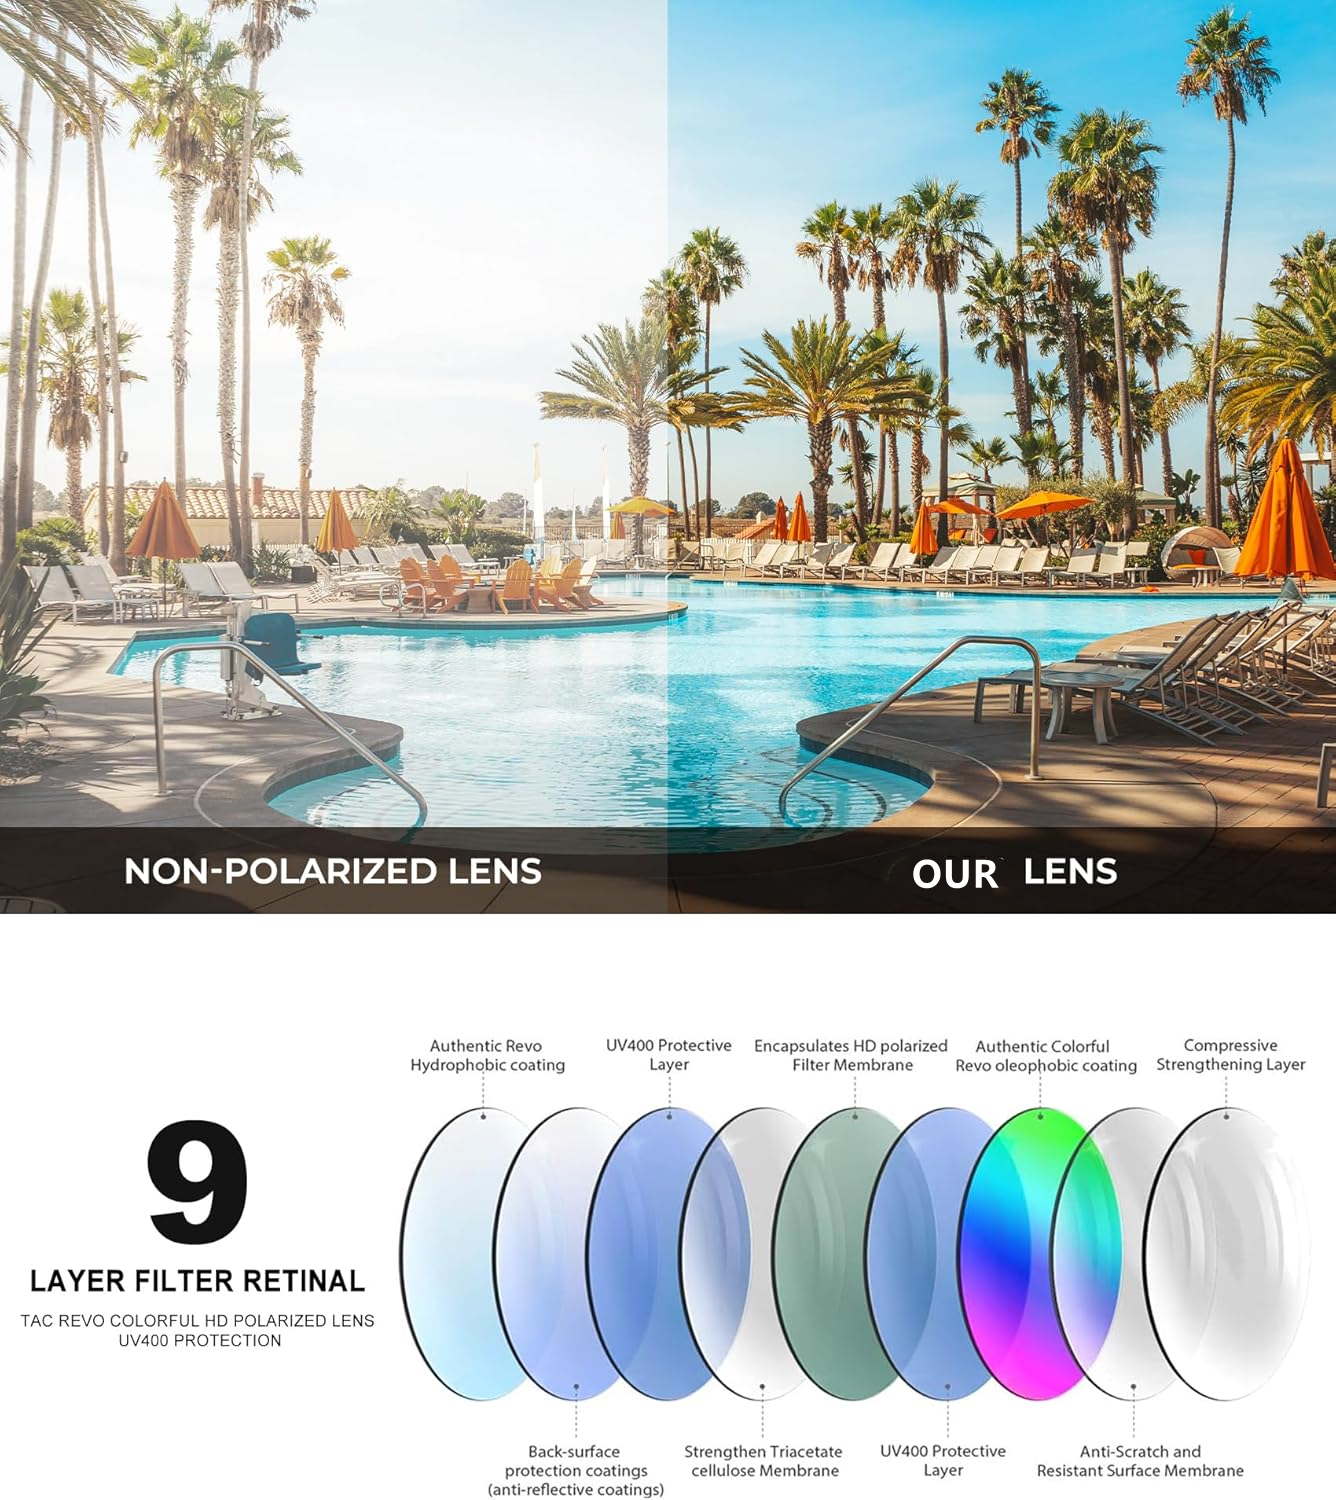 NON-POLARIZED LENS
OUR LENS
Authentic Revo
Hydrophobic coating
UV400 Protective
Layer
Encapsulates HD polarized
Filter Membrane
Authentic Colorful
Revo oleophobic coating
Compressive
Strengthening Layer
9
LAYER FILTER RETINAL
TAC REVO COLORFUL HD POLARIZED LENS
UV400 PROTECTION
Back-surface
protection coatings
(anti-reflective coatings)
Strengthen Triacetate
cellulose Membrane
UV400 Protective
Layer
Anti-Scratch and
Resistant Surface Membrane